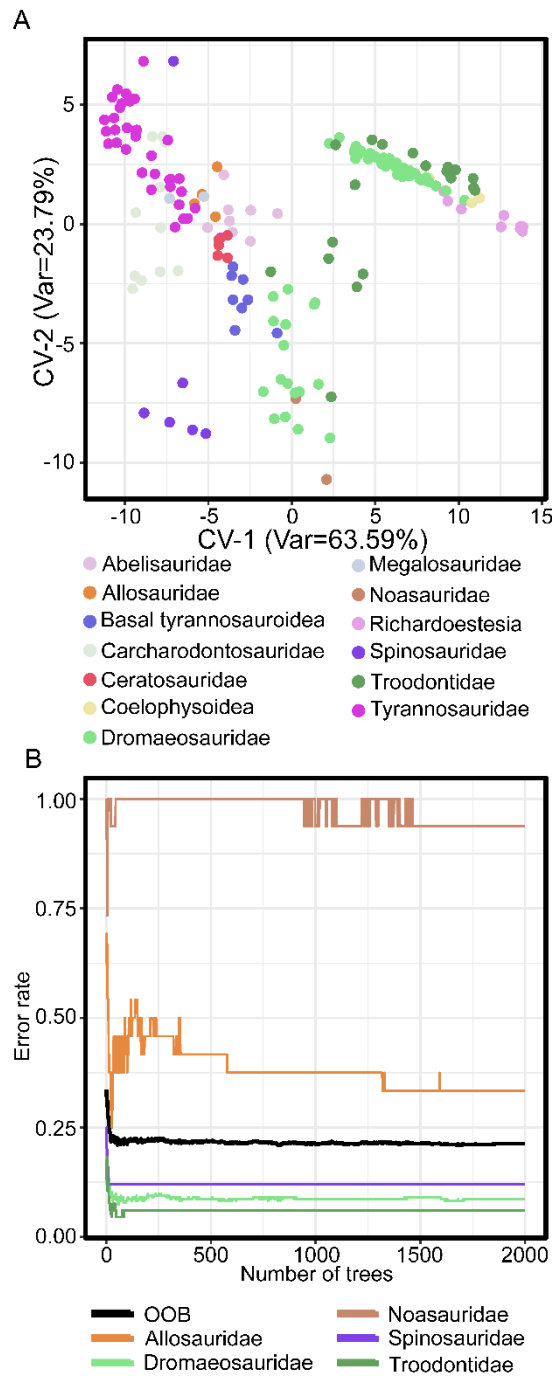 A
CV-2 (Var=23.79%)
5
0
-5
-10
-10 -5 0 5 10 15
CV-1 (Var=63.59%)
Abelisauridae
Allosauridae
Basal tyrannosauroidea
Carcharodontosauridae
Ceratosauridae
Coelophysoidea
Dromaeosauridae
Megalosauridae
Noasauridae
Richardoestesia
Spinosauridae
Troodontidae
Tyrannosauridae
B
Error rate
1.00
0.75
0.50
0.25
0.00
0 500 1000 1500 2000
Number of trees
OOB
Allosauridae
Dromaeosauridae
Noasauridae
Spinosauridae
Troodontidae